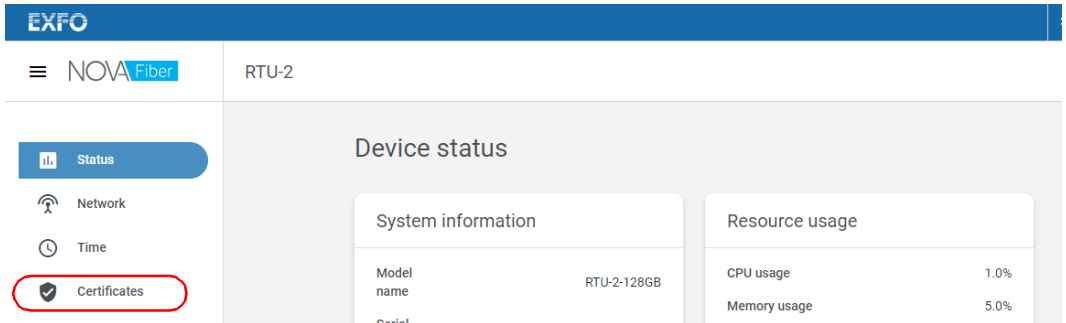 EXFO
NOVA Fiber
RTU-2
Status
Network
Time
Certificates
Device status
System information
Model
name
RTU-2-128GB
Serial
Resource usage
CPU usage 1.0%
Memory usage 5.0%